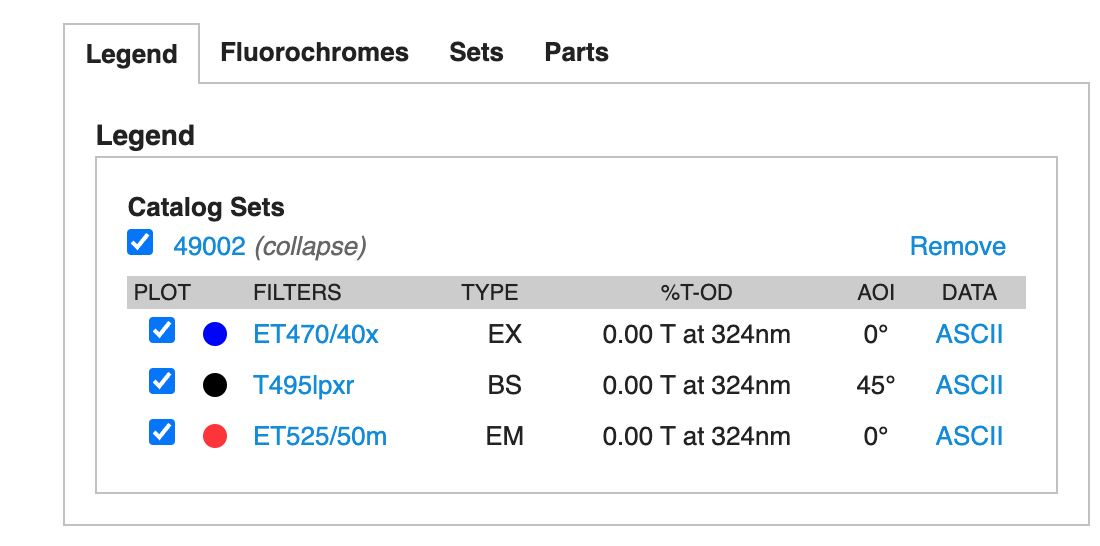 Legend Fluorochromes Sets Parts
Legend
Catalog Sets
49002 (collapse) Remove
PLOT FILTERS TYPE %T-OD AOI DATA
ET470/40x EX 0.00 T at 324nm 0° ASCII
T495lpxr BS 0.00 T at 324nm 45° ASCII
ET525/50m EM 0.00 T at 324nm 0° ASCII